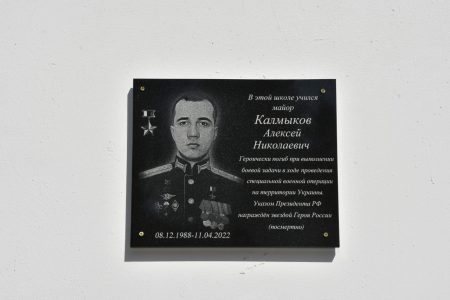 В этой школе учился
майор
Калмыков
Алексей
Николаевич
Героически погиб при выполнении
боевой задачи в ходе проведения
специальной военной операции
на территории Украины.
Указом Президента РФ
награждён звездой Героя России
(посмертно)
08.12.1988-11.04.2022